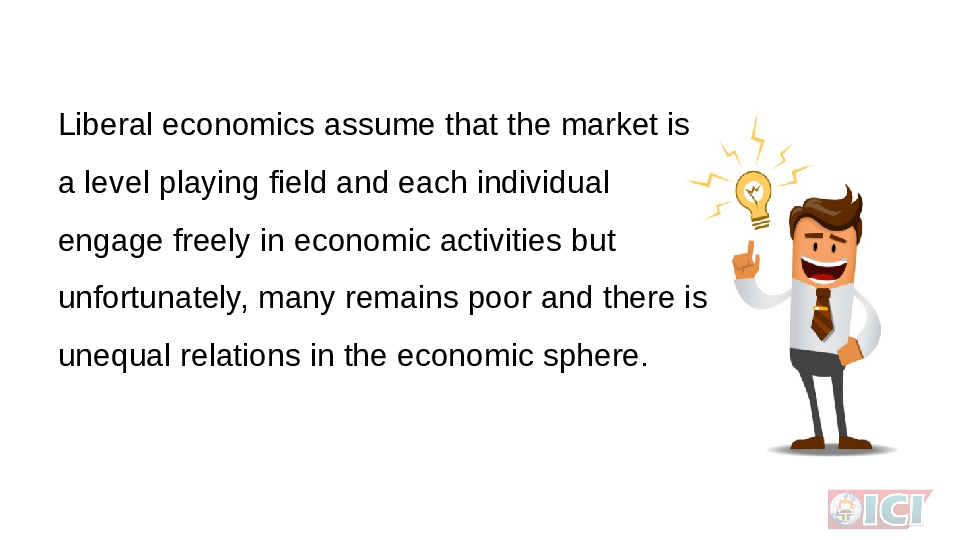 Liberal economics assume that the market is
a level playing field and each individual
engage freely in economic activities but
unfortunately, many remains poor and there is
unequal relations in the economic sphere.
ICI